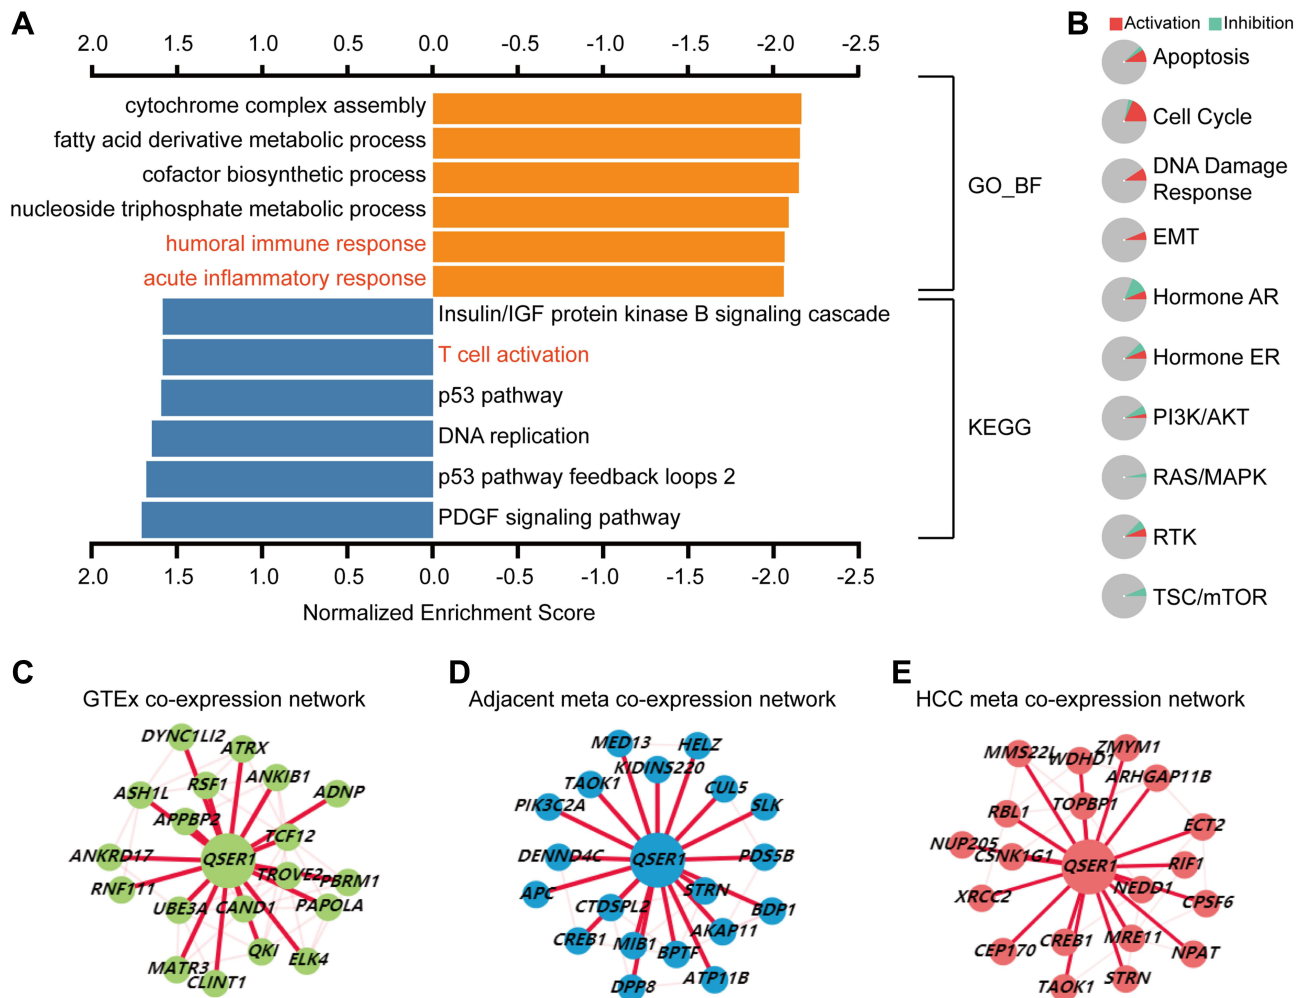 A
2.0 1.5 1.0 0.5 0.0 -0.5 -1.0 -1.5 -2.0 -2.5
cytochrome complex assembly
fatty acid derivative metabolic process
cofactor biosynthetic process
nucleoside triphosphate metabolic process
humoral immune response
acute inflammatory response
GO_BF
Insulin/IGF protein kinase B signaling cascade
T cell activation
p53 pathway
DNA replication
p53 pathway feedback loops 2
PDGF signaling pathway
KEGG
2.0 1.5 1.0 0.5 0.0 -0.5 -1.0 -1.5 -2.0 -2.5
Normalized Enrichment Score
B
Activation Inhibition
Apoptosis
Cell Cycle
DNA Damage
Response
EMT
Hormone AR
Hormone ER
PI3K/AKT
RAS/MAPK
RTK
TSC/mTOR
C
GTEx co-expression network
DYNC1LI2
ATRX
RSF1
ANKIB1
ASH1L
ADNP
APPBP2
TCF12
ANKRD17
QSER1
TROVE2
PBRM1
RNF111
UBE3A
CAND1
PAPOLA
QKI
ELK4
MATR3
CLINT1
D
Adjacent meta co-expression network
MED13
HELZ
KIDINS220
TAOK1
CUL5
PIK3C2A
SLK
DENND4C
QSER1
PDS5B
APC
STRN
CTDSPL2
BDP1
AKAP11
CREB1
MIB1
BPTF
ATP11B
DPP8
E
HCC meta co-expression network
MMS22L
WDHD1
ZMYM1
ARHGAP11B
RBL1
TOPBP1
ECT2
NUP205
CSNK1G1
QSER1
RIF1
XRCC2
NEDD1
CPSF6
CEP170
CREB1
MRE11
NPAT
TAOK1
STRN